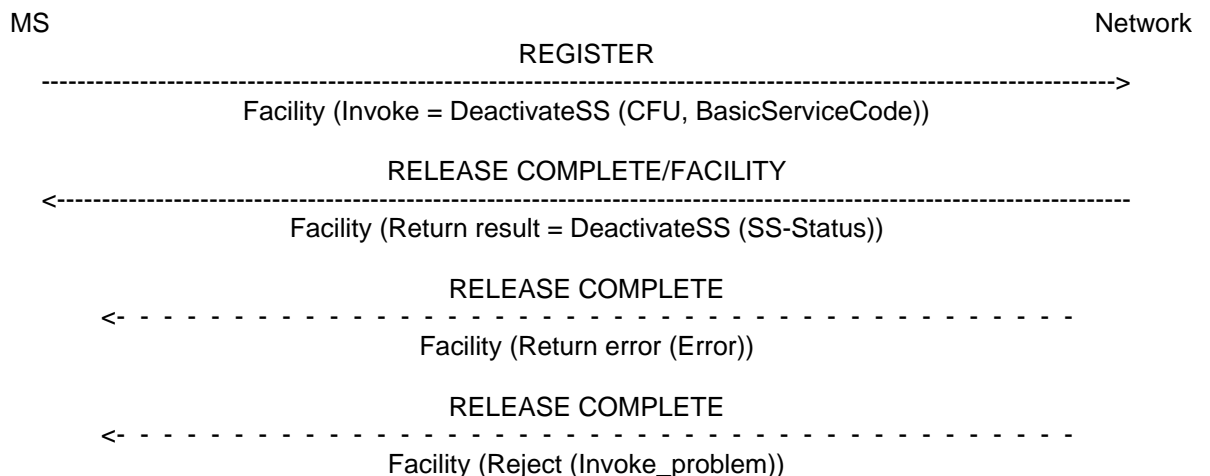 MS Network
REGISTER
------------------------------------------------------------------------------------------------------------------------>
Facility (Invoke = DeactivateSS (CFU, BasicServiceCode))
RELEASE COMPLETE/FACILITY
<------------------------------------------------------------------------------------------------------------------------
Facility (Return result = DeactivateSS (SS-Status))
RELEASE COMPLETE
<- - - - - - - - - - - - - - - - - - - - - - - - - - - - - - - - - - - - - - - -
Facility (Return error (Error))
RELEASE COMPLETE
<- - - - - - - - - - - - - - - - - - - - - - - - - - - - - - - - - - - - - - - -
Facility (Reject (Invoke_problem))